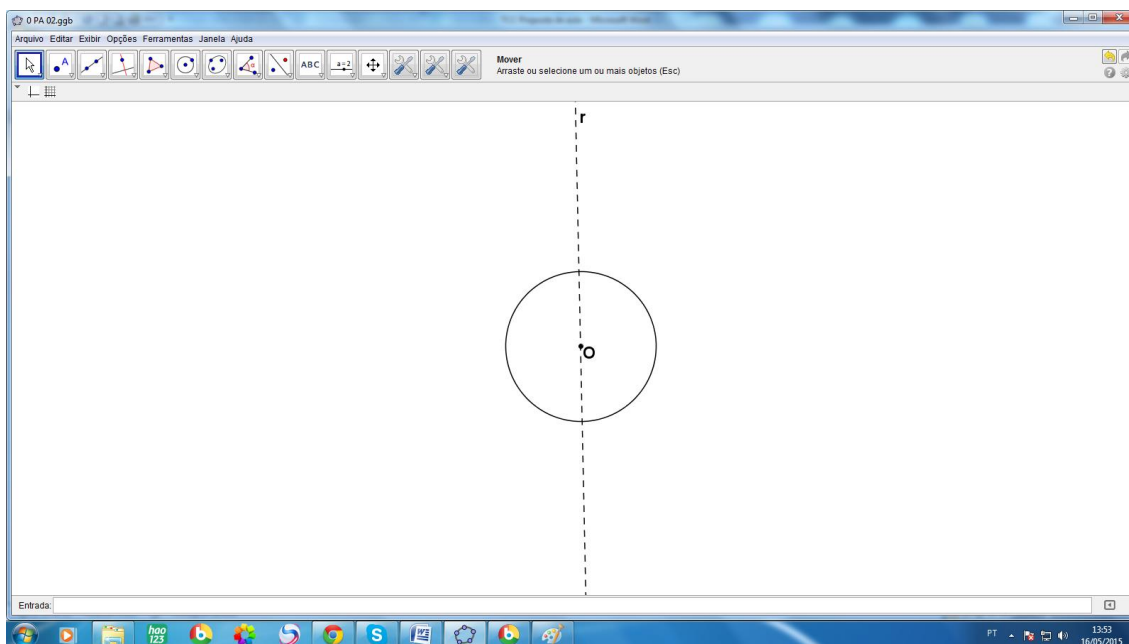 0 PA 02.ggb
Arquivo Editar Exibir Opções Ferramentas Janela Ajuda
ABC
a=2
Mover
Arraste ou selecione um ou mais objetos (Esc)
r
O
Entrada:
hao
123
S
W
PT
13:53
16/05/2015